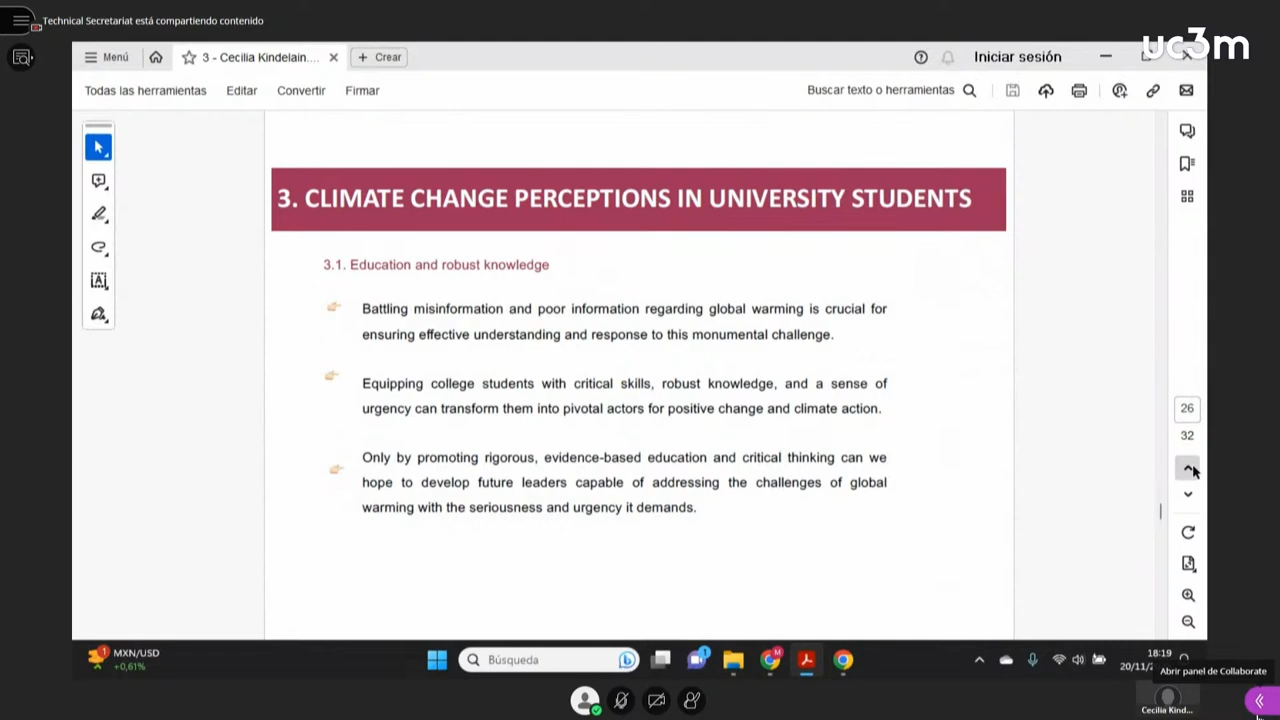 Technical Secretariat está compartiendo contenido
uc3m
Menú
3 - Cecilia Kindelain....
Crear
Iniciar sesión
Todas las herramientas
Editar
Convertir
Firmar
Buscar texto o herramientas
3. CLIMATE CHANGE PERCEPTIONS IN UNIVERSITY STUDENTS
3.1. Education and robust knowledge
Battling misinformation and poor information regarding global warming is crucial for
ensuring effective understanding and response to this monumental challenge.
Equipping college students with critical skills, robust knowledge, and a sense of
urgency can transform them into pivotal actors for positive change and climate action.
Only by promoting rigorous, evidence-based education and critical thinking can we
hope to develop future leaders capable of addressing the challenges of global
warming with the seriousness and urgency it demands.
26
32
1
MXN/USD
+0,61%
Búsqueda
1
M
18:19
20/11/2
Abrir panel de Collaborate
Cecilia Kind...